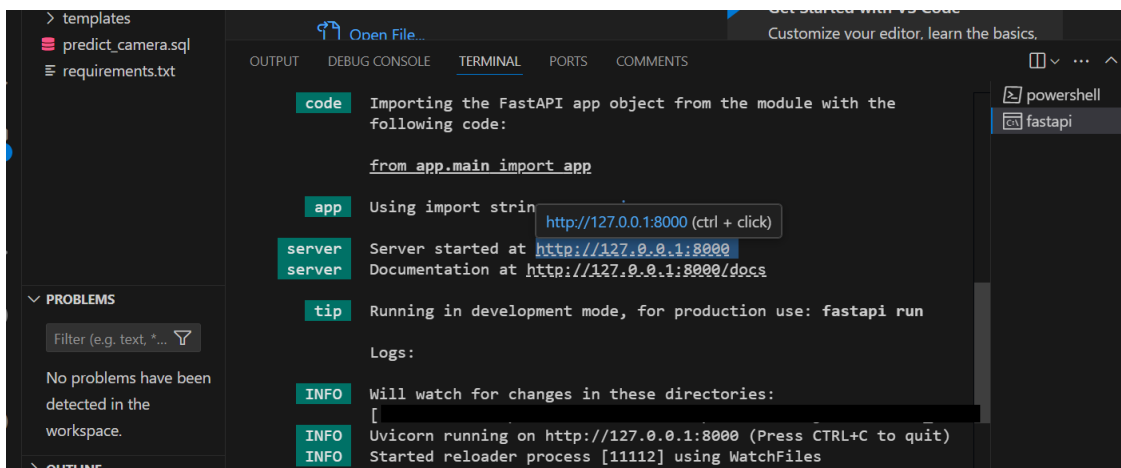 templates
predict_camera.sql
requirements.txt
Open File...
Get Started with VS Code
Customize your editor, learn the basics,
OUTPUT DEBUG CONSOLE TERMINAL PORTS COMMENTS
powershell
fastapi
code Importing the FastAPI app object from the module with the
following code:
from app.main import app
app Using import strin
http://127.0.0.1:8000 (ctrl + click)
server Server started at http://127.0.0.1:8000
server Documentation at http://127.0.0.1:8000/docs
tip Running in development mode, for production use: fastapi run
Logs:
INFO Will watch for changes in these directories:
[
INFO Uvicorn running on http://127.0.0.1:8000 (Press CTRL+C to quit)
INFO Started reloader process [11112] using WatchFiles
PROBLEMS
Filter (e.g. text, *...
No problems have been
detected in the
workspace.
OUTLINE